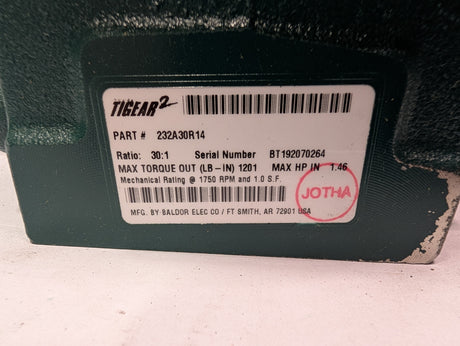 TIGEAR2
PART # 232A30R14
Ratio: 30:1 Serial Number BT192070264
MAX TORQUE OUT (LB-IN) 1201 MAX HP IN 1.46
Mechanical Rating @ 1750 RPM and 1.0 S.F.
JOTHA
MFG. BY BALDOR ELEC CO / FT SMITH, AR 72901 USA